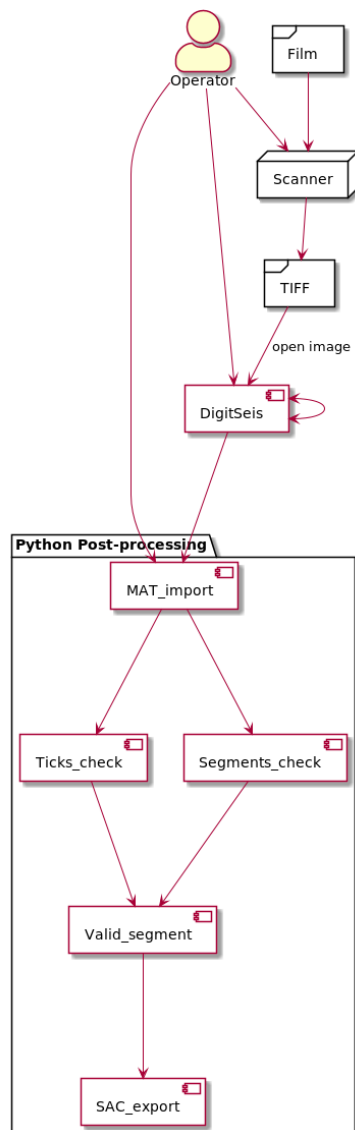 Film
Operator
Scanner
TIFF
open image
DigitSeis
Python Post-processing
MAT_import
Ticks_check
Segments_check
Valid_segment
SAC_export